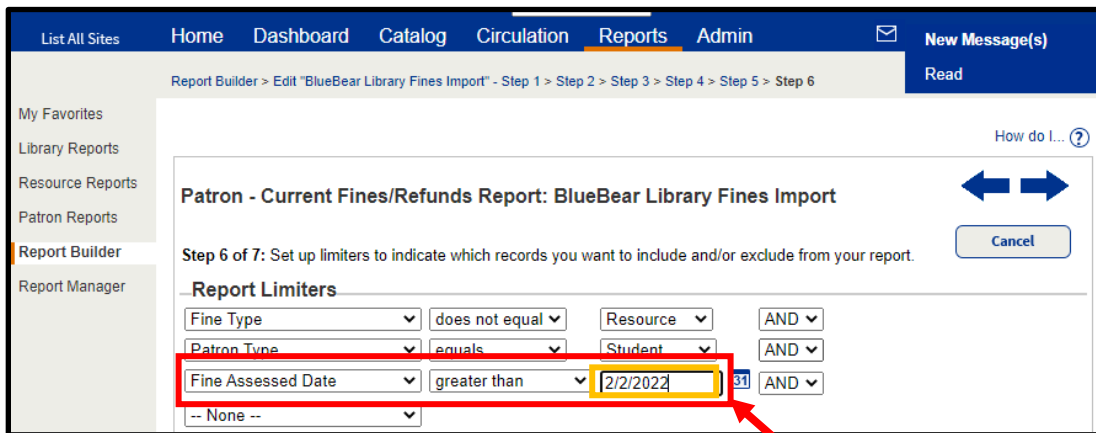 List All Sites Home Dashboard Catalog Circulation Reports Admin New Message(s)
Report Builder > Edit "BlueBear Library Fines Import" - Step 1 > Step 2 > Step 3 > Step 4 > Step 5 > Step 6 Read
My Favorites
How do I... ?
Library Reports
Resource Reports
Patron - Current Fines/Refunds Report: BlueBear Library Fines Import
Patron Reports
Report Builder
Cancel
Step 6 of 7: Set up limiters to indicate which records you want to include and/or exclude from your report.
Report Manager
Report Limiters
Fine Type does not equal Resource AND
Patron Type equals Student AND
Fine Assessed Date greater than 2/2/2022 31 AND
-- None --